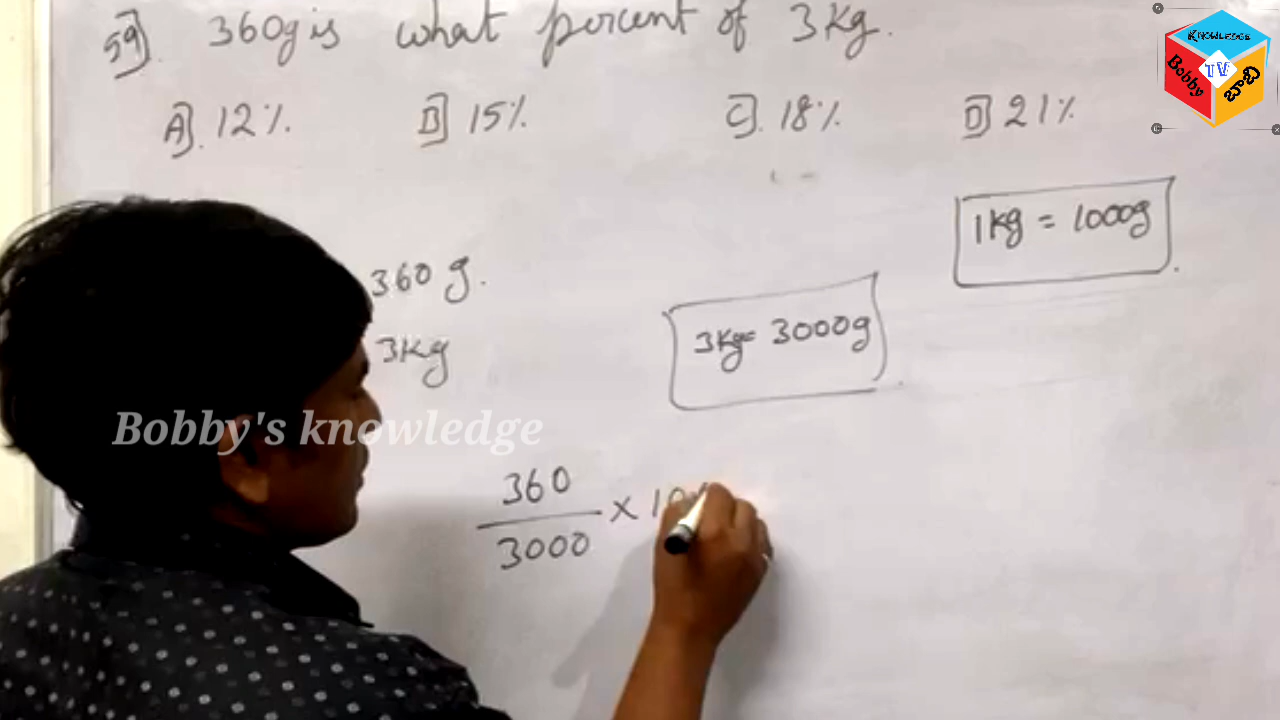 59] 360g is what percent of 3Kg.
A]. 12%. B] 15%. C]. 18%. D] 21%
1Kg = 1000g
360 g.
3Kg
3Kg= 3000g
Bobby's knowledge
360
3000
× 10
KNOWLEDGE
Bobby
TV